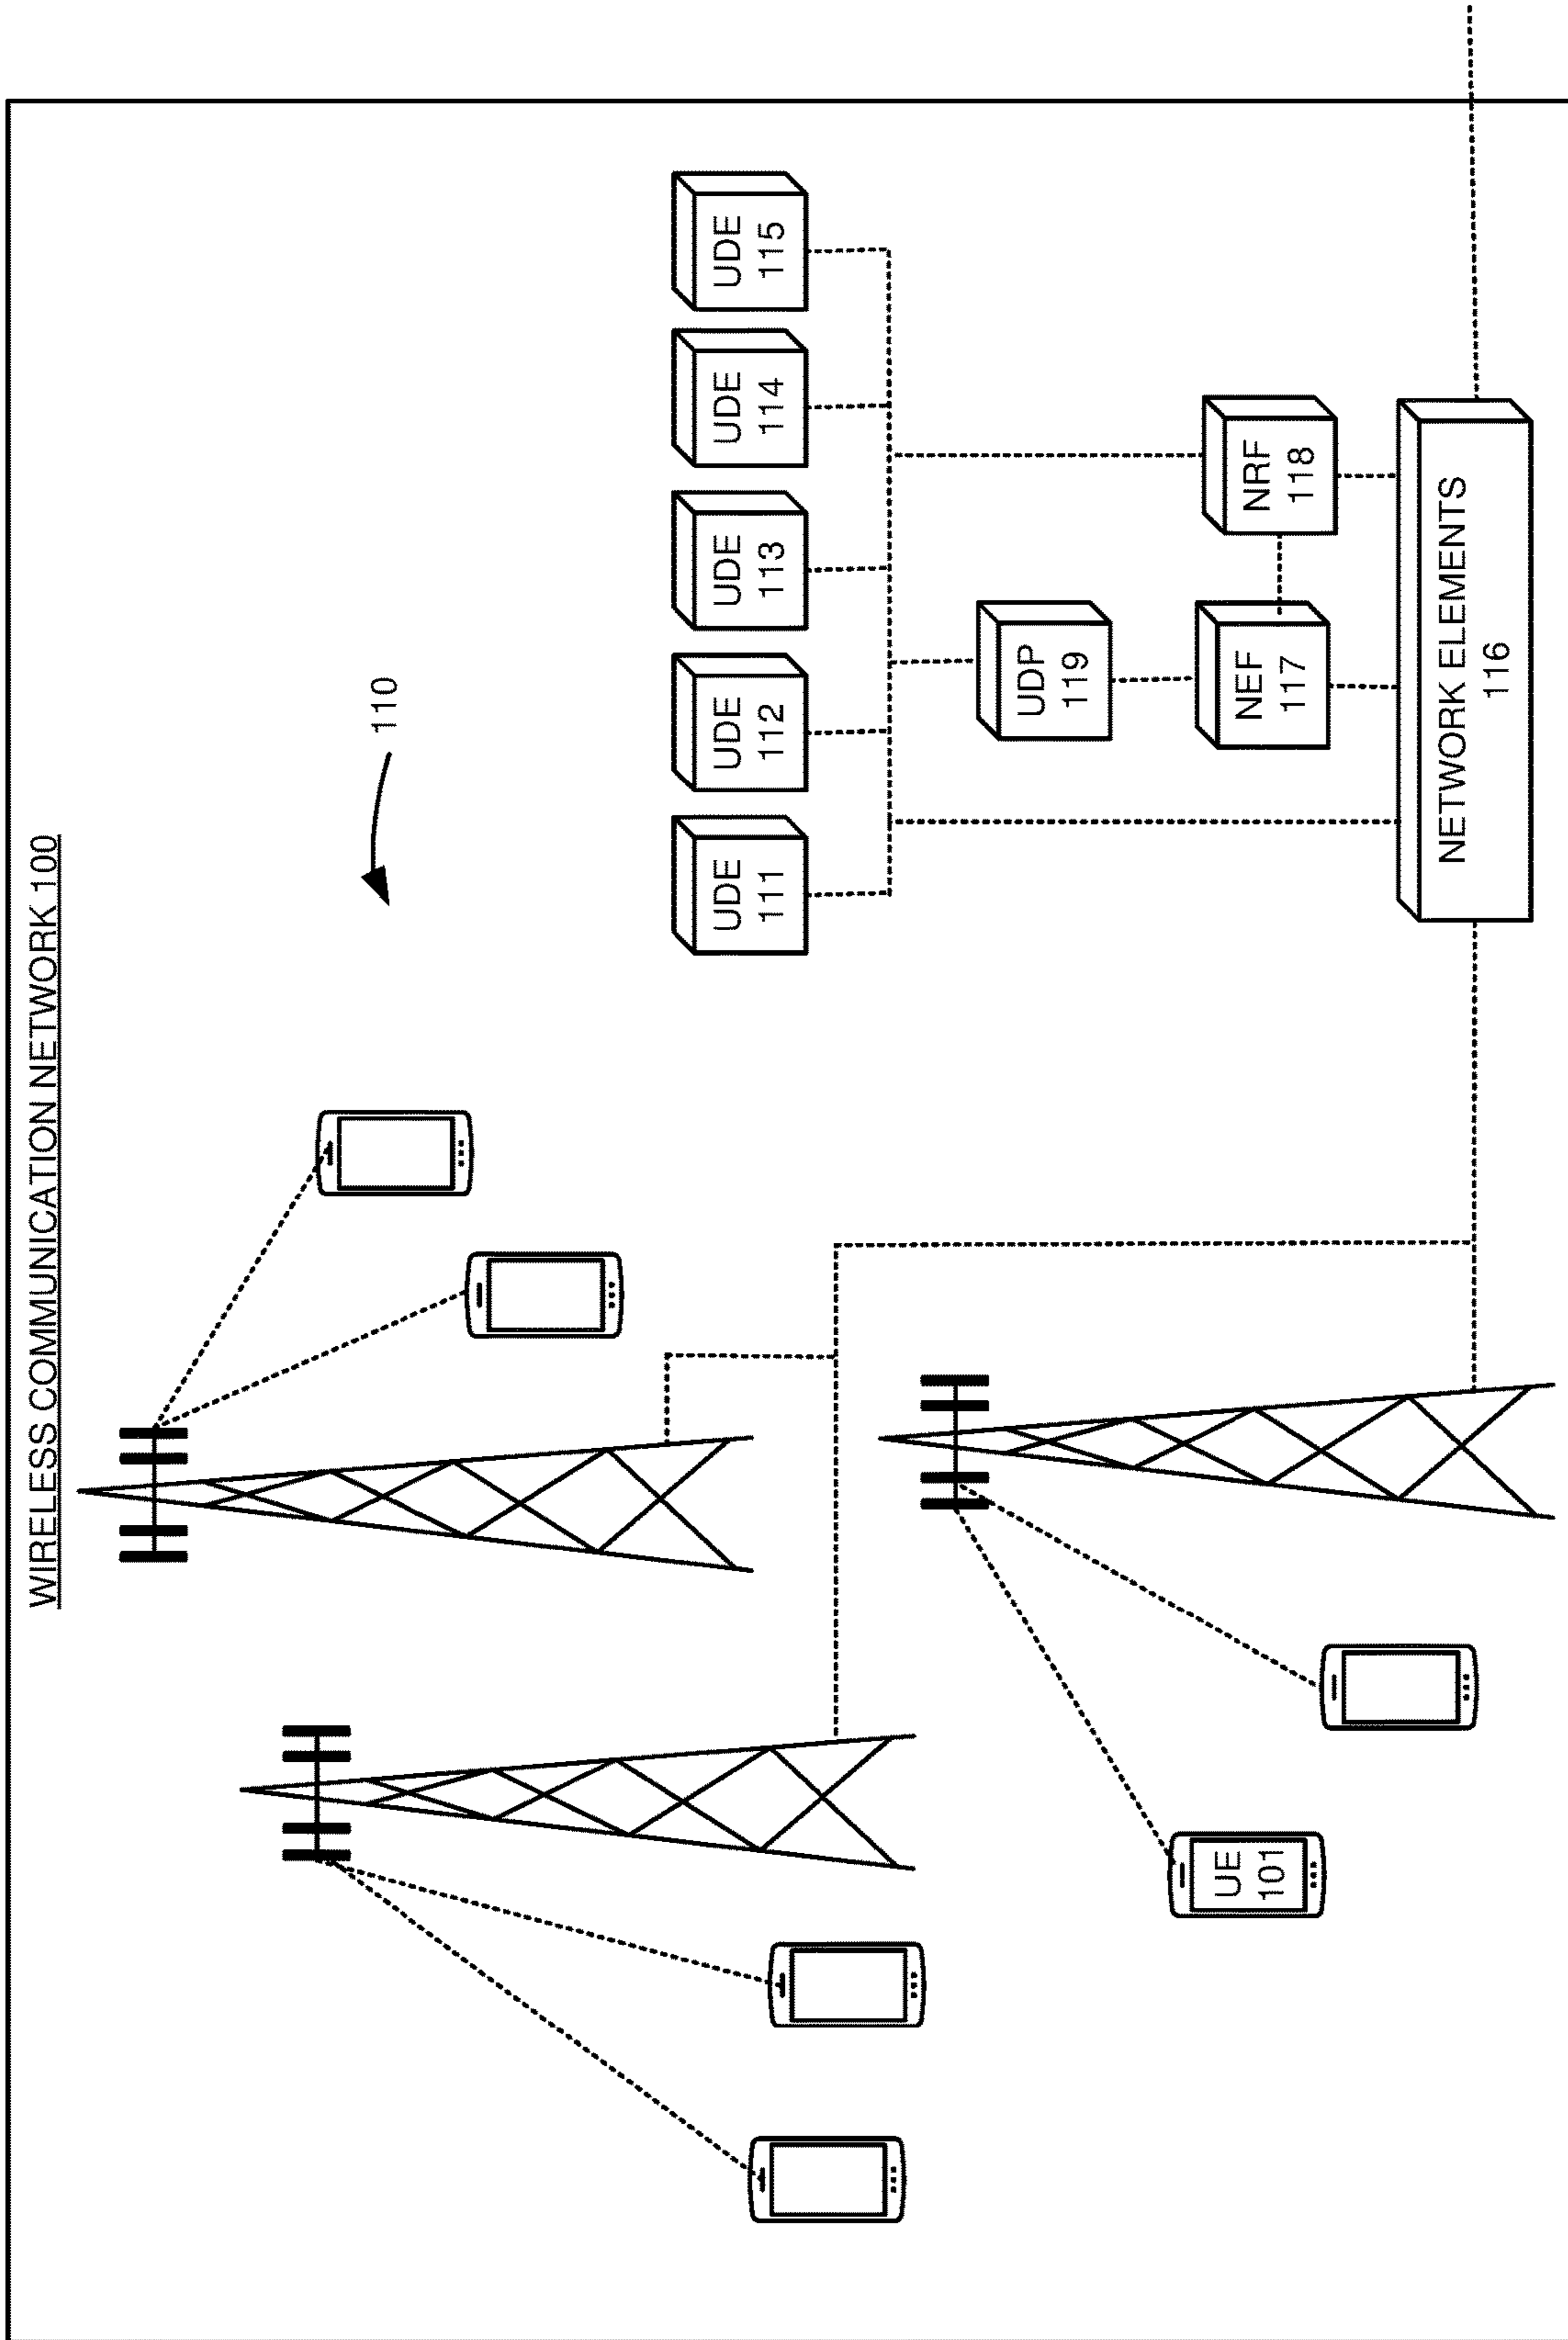 WIRELESS COMMUNICATION NETWORK 100
110
UDE
111
UDE
112
UDE
113
UDE
114
UDE
115
UDP
119
NEF
117
NRF
118
UE
101
NETWORK ELEMENTS
116